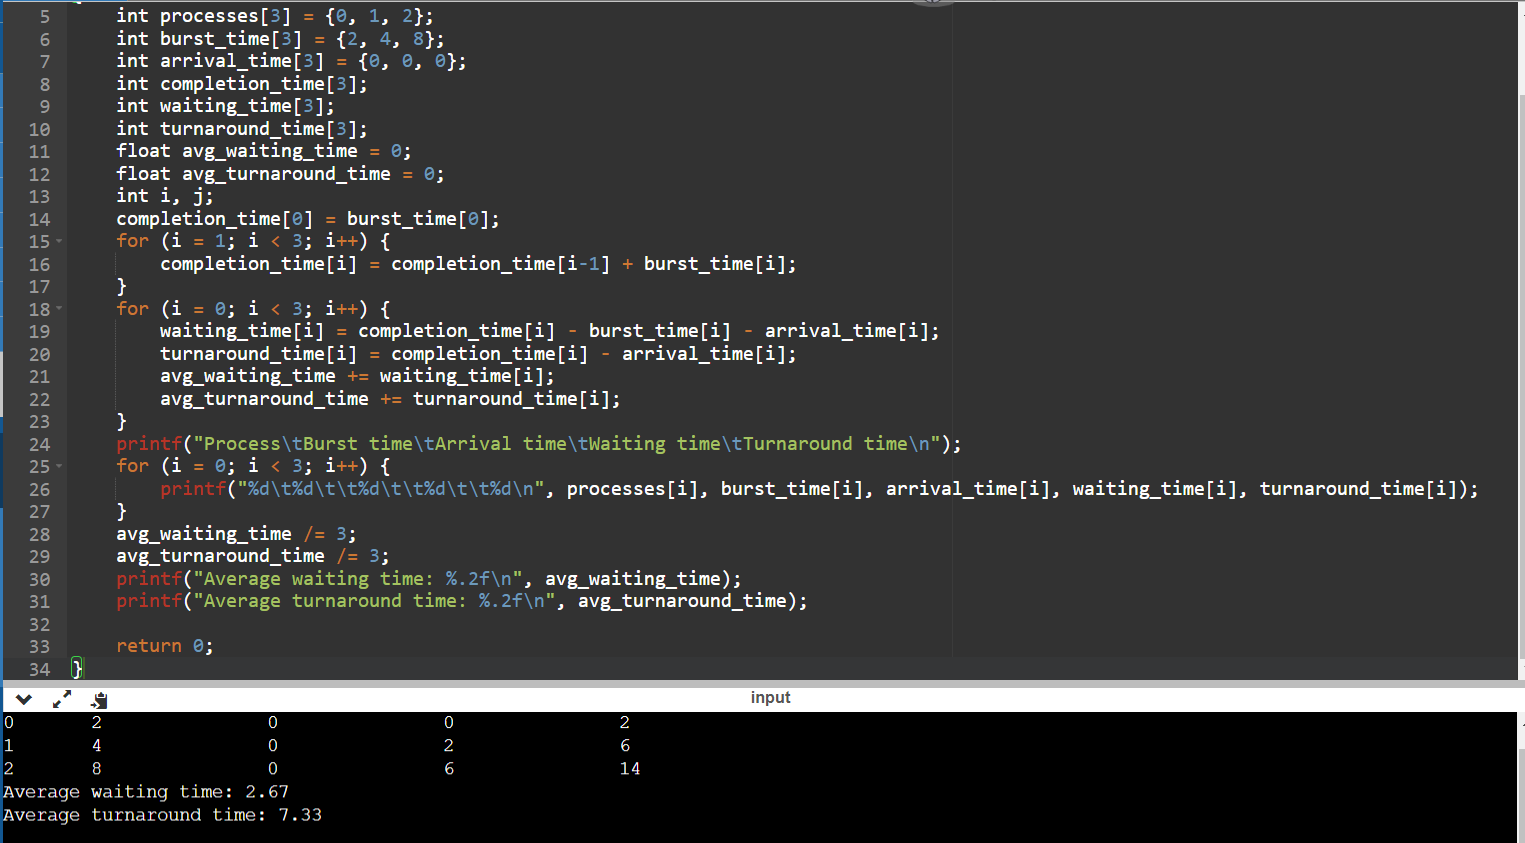 5 int processes[3] = {0, 1, 2};
6 int burst_time[3] = {2, 4, 8};
7 int arrival_time[3] = {0, 0, 0};
8 int completion_time[3];
9 int waiting_time[3];
10 int turnaround_time[3];
11 float avg_waiting_time = 0;
12 float avg_turnaround_time = 0;
13 int i, j;
14 completion_time[0] = burst_time[0];
15 for (i = 1; i < 3; i++) {
16 completion_time[i] = completion_time[i-1] + burst_time[i];
17 }
18 for (i = 0; i < 3; i++) {
19 waiting_time[i] = completion_time[i] - burst_time[i] - arrival_time[i];
20 turnaround_time[i] = completion_time[i] - arrival_time[i];
21 avg_waiting_time += waiting_time[i];
22 avg_turnaround_time += turnaround_time[i];
23 }
24 printf("Process\tBurst time\tArrival time\tWaiting time\tTurnaround time\n");
25 for (i = 0; i < 3; i++) {
26 printf("%d\t%d\t\t%d\t\t%d\t\t%d\n", processes[i], burst_time[i], arrival_time[i], waiting_time[i], turnaround_time[i]);
27 }
28 avg_waiting_time /= 3;
29 avg_turnaround_time /= 3;
30 printf("Average waiting time: %.2f\n", avg_waiting_time);
31 printf("Average turnaround time: %.2f\n", avg_turnaround_time);
32
33 return 0;
34 }
input
0 2 0 0 2
1 4 0 2 6
2 8 0 6 14
Average waiting time: 2.67
Average turnaround time: 7.33